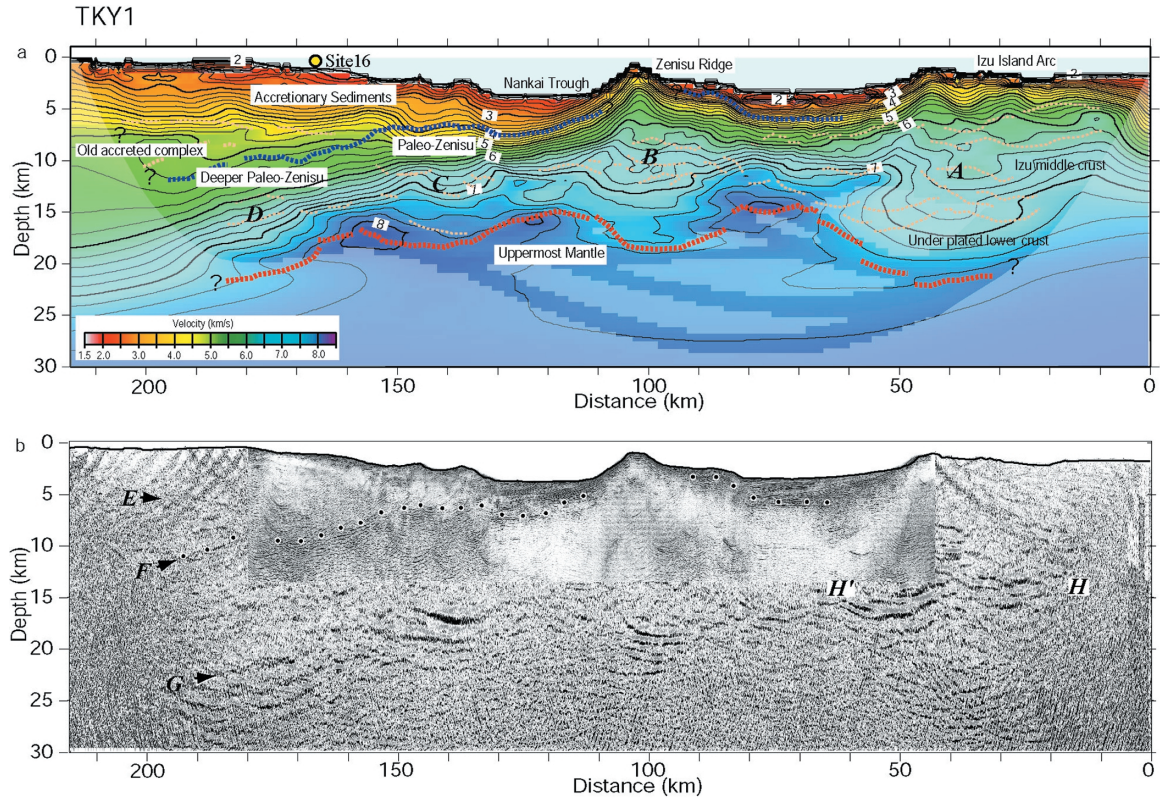 TKY1
a
0
5
10
15
20
25
30
Depth (km)
2
Site16
Zenisu Ridge
Izu Island Arc
2
Nankai Trough
Accretionary Sediments
3
2
3
4
5
6
5
6
Paleo-Zenisu
Old accreted complex
?
?
Deeper Paleo-Zenisu
B
A
C
7
7
Izu middle crust
D
8
Under plated lower crust
Uppermost Mantle
?
?
Velocity (km/s)
1.5 2.0 3.0 4.0 5.0 6.0 7.0 8.0
200 150 100 50 0
Distance (km)
b
0
5
10
15
20
25
30
Depth (km)
E
F
H'
H
G
200 150 100 50 0
Distance (km)